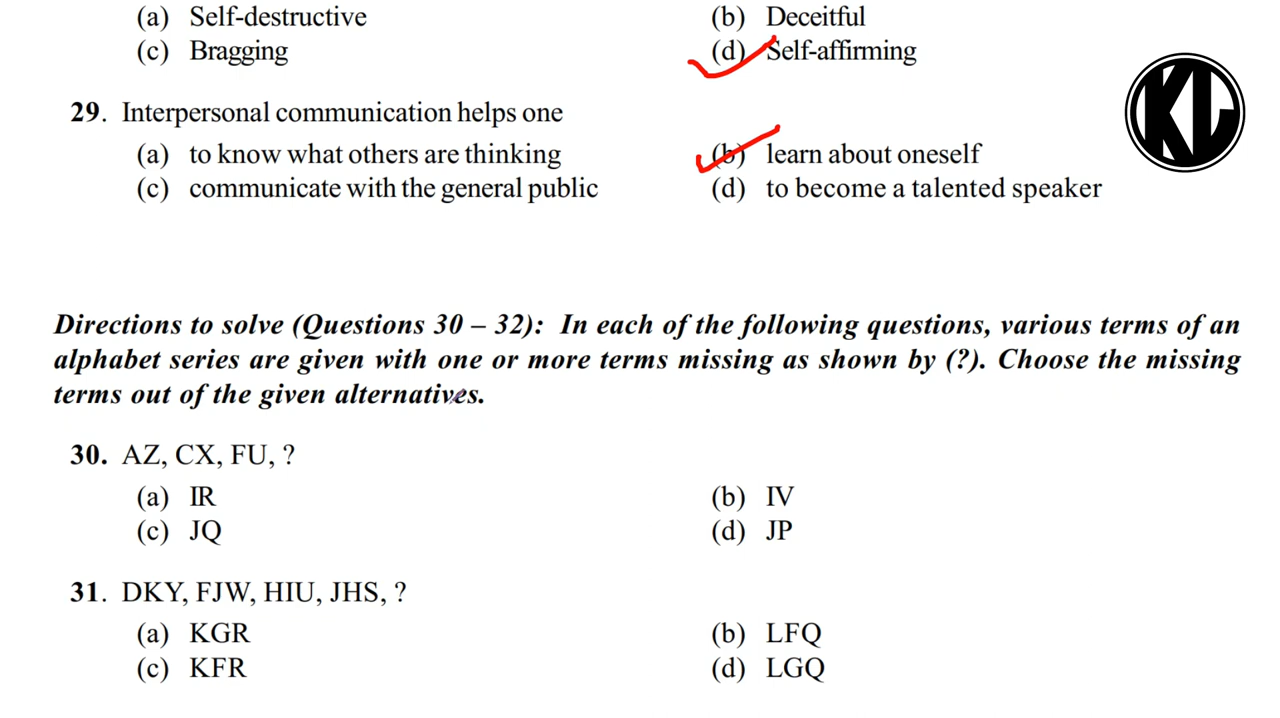 (a) Self-destructive (b) Deceitful
(c) Bragging (d) Self-affirming
29. Interpersonal communication helps one
(a) to know what others are thinking (b) learn about oneself
(c) communicate with the general public (d) to become a talented speaker
KL
Directions to solve (Questions 30 – 32): In each of the following questions, various terms of an
alphabet series are given with one or more terms missing as shown by (?). Choose the missing
terms out of the given alternatives.
30. AZ, CX, FU, ?
(a) IR (b) IV
(c) JQ (d) JP
31. DKY, FJW, HIU, JHS, ?
(a) KGR (b) LFQ
(c) KFR (d) LGQ